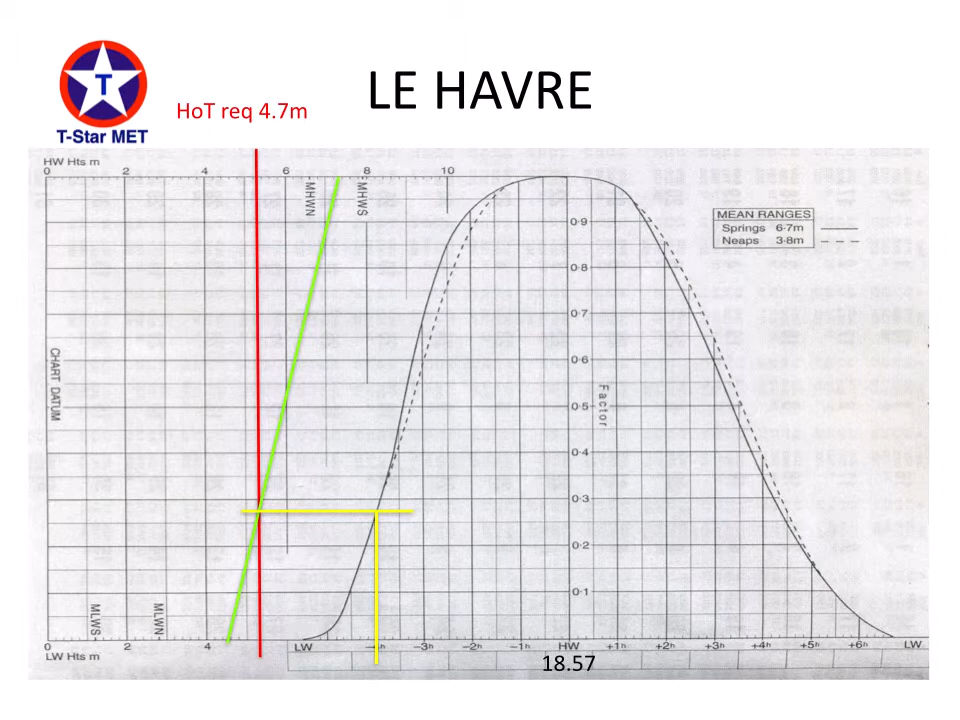 LE HAVRE
T
T-Star MET
HoT req 4.7m
HW Hts m
0 2 4 6 8 10
MHWN
MHWS
MEAN RANGES
Springs 6·7m
Neaps 3·8m
0·9
0·8
0·7
0·6
CHART DATUM
Factor
0·5
0·4
0·3
0·2
0·1
MLWS
MLWN
0 2 4
LW Hts m
LW -4h -3h -2h -1h HW +1h +2h +3h +4h +5h +6h LW
18.57